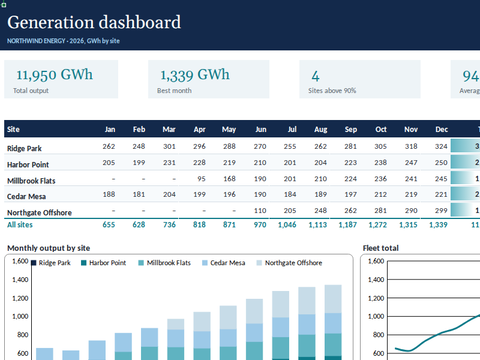 Generation dashboard
NORTHWIND ENERGY · 2026, GWh by site
11,950 GWh 1,339 GWh 4 94
Total output Best month Sites above 90% Averag
Site Jan Feb Mar Apr May Jun Jul Aug Sep Oct Nov Dec T
Ridge Park 262 248 301 296 288 270 255 262 281 305 318 324 3
Harbor Point 205 199 231 228 219 210 201 204 223 238 247 250 2
Millbrook Flats – – – 95 168 190 201 210 224 236 241 245 1
Cedar Mesa 188 181 204 199 196 190 184 189 197 212 219 221 2
Northgate Offshore – – – – – 110 205 248 262 281 290 299 1
All sites 655 628 736 818 871 970 1,046 1,113 1,187 1,272 1,315 1,339 11
Monthly output by site Fleet total
1,600 Ridge Park Harbor Point Millbrook Flats Cedar Mesa Northgate Offshore 1,600
1,400 1,400
1,200 1,200
1,000 1,000
800 800
600 600